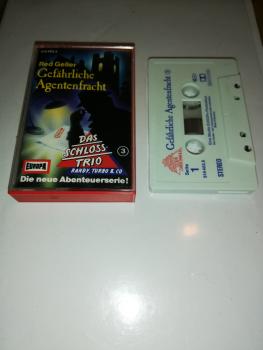 Red Geller
Gefährliche
Agentenfracht
DAS
SCHLOSS
TRIO
RANDY, TURBO & CO
3
EUROPA
Die neue Abenteuerserie!
Gefährliche Agentenfracht
Seite
1
STEREO